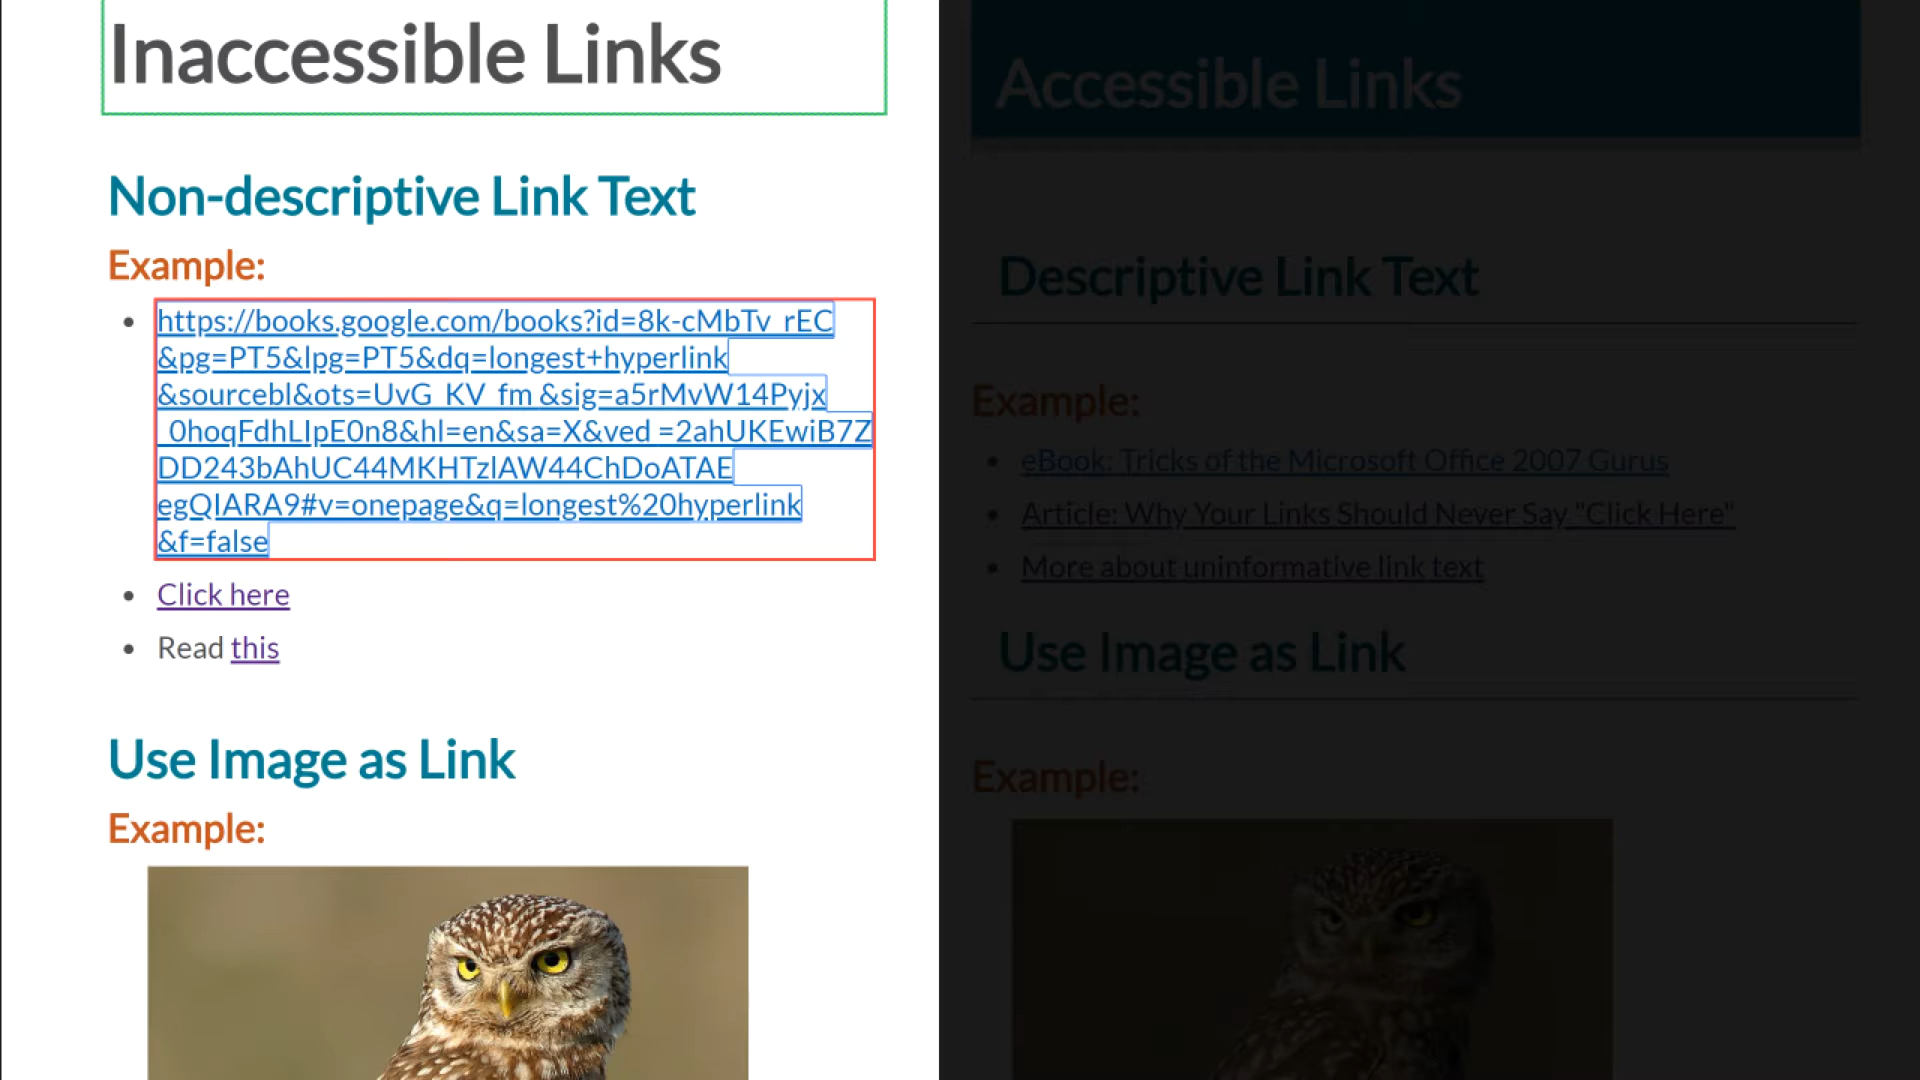 Inaccessible Links
Non-descriptive Link Text
Example:
https://books.google.com/books?id=8k-cMbTv_rEC
&pg=PT5&lpg=PT5&dq=longest+hyperlink
&sourcebl&ots=UvG_KV_fm &sig=a5rMvW14Pyjx
_0hoqFdhLIpE0n8&hl=en&sa=X&ved =2ahUKEwiB7Z
DD243bAhUC44MKHTzlAW44ChDoATAE
egQIARA9#v=onepage&q=longest%20hyperlink
&f=false
Click here
Read this
Use Image as Link
Example:
Accessible Links
Descriptive Link Text
Example:
eBook: Tricks of the Microsoft Office 2007 Gurus
Article: Why Your Links Should Never Say "Click Here"
More about uninformative link text
Use Image as Link
Example: